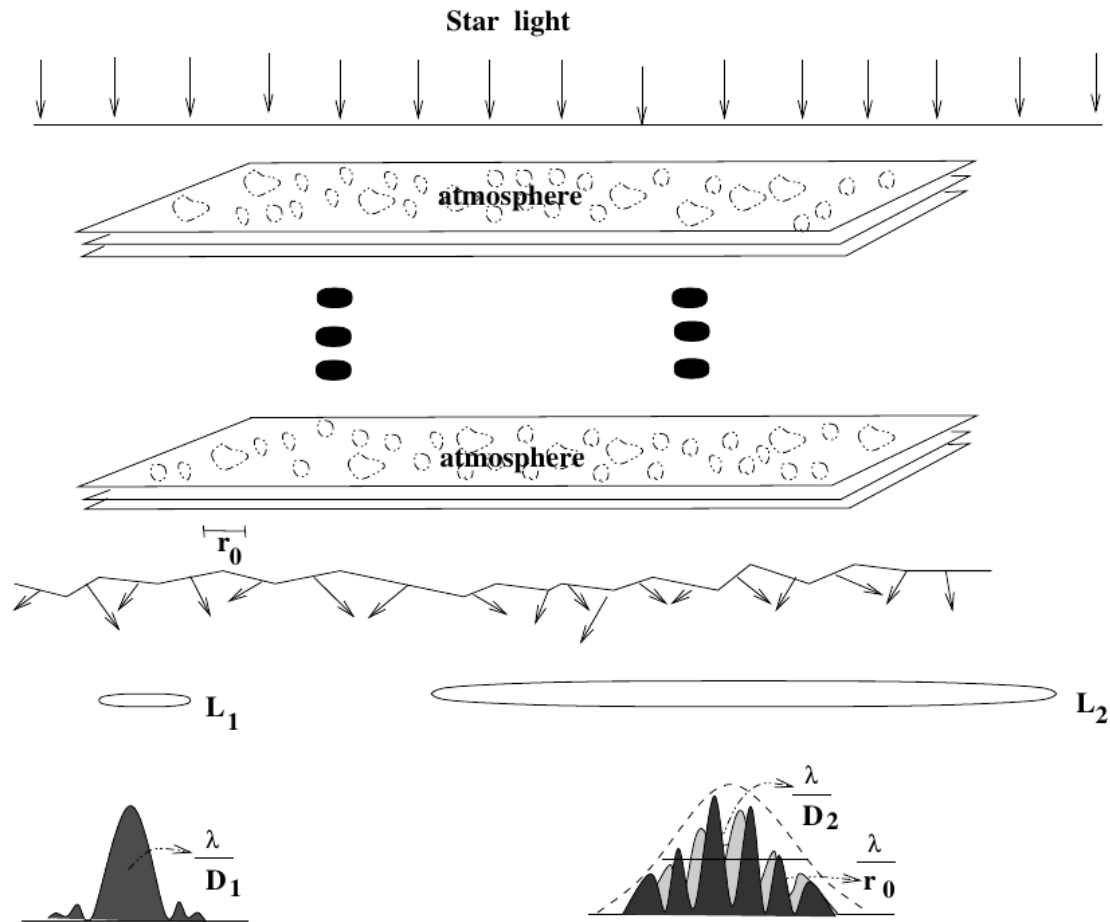 Star light
atmosphere
atmosphere
r₀
L₁
L₂
λ
D₁
λ
D₂
λ
r₀